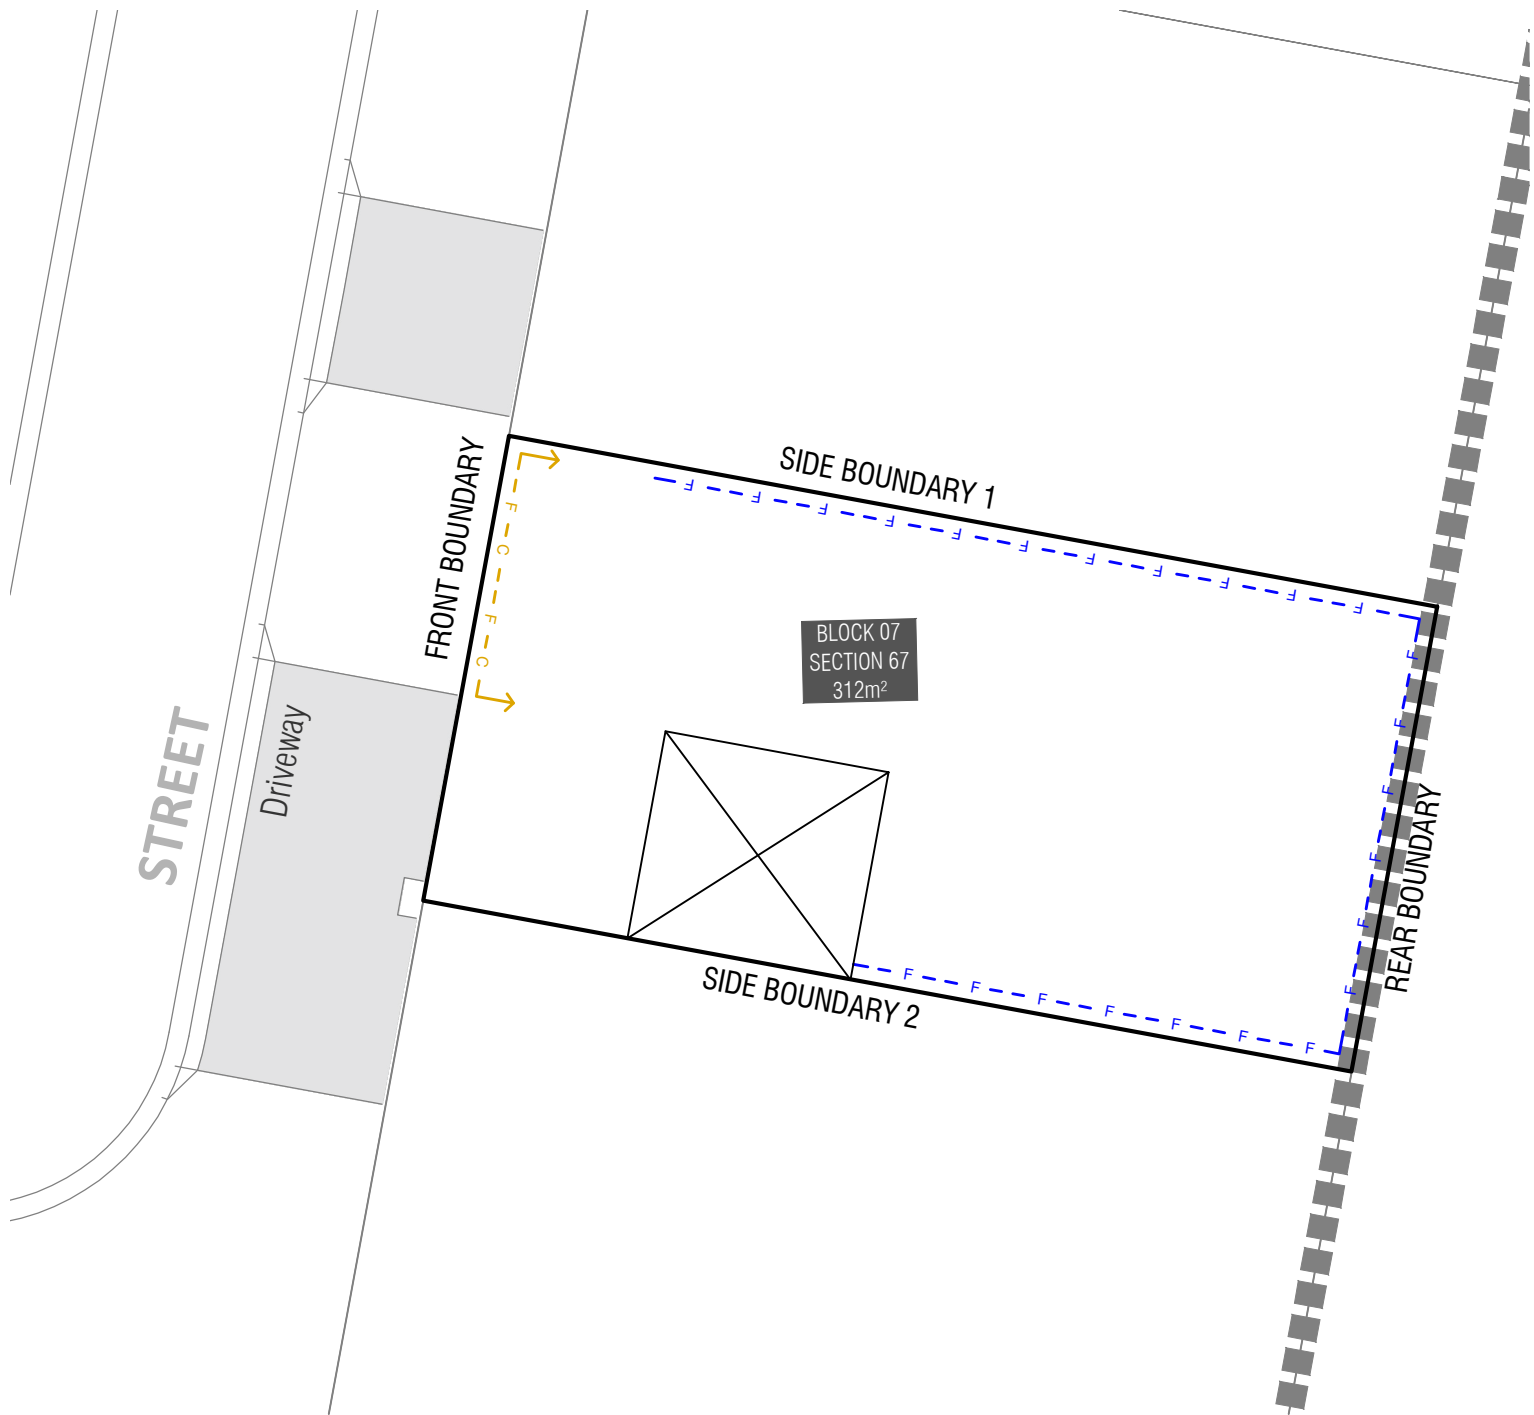 SIDE BOUNDARY 1
FRONT BOUNDARY
F F F F F F F F F F F
F C F C
BLOCK 07
SECTION 67
312m²
STREET
Driveway
F F F F F F
REAR BOUNDARY
F F F F F F F
SIDE BOUNDARY 2